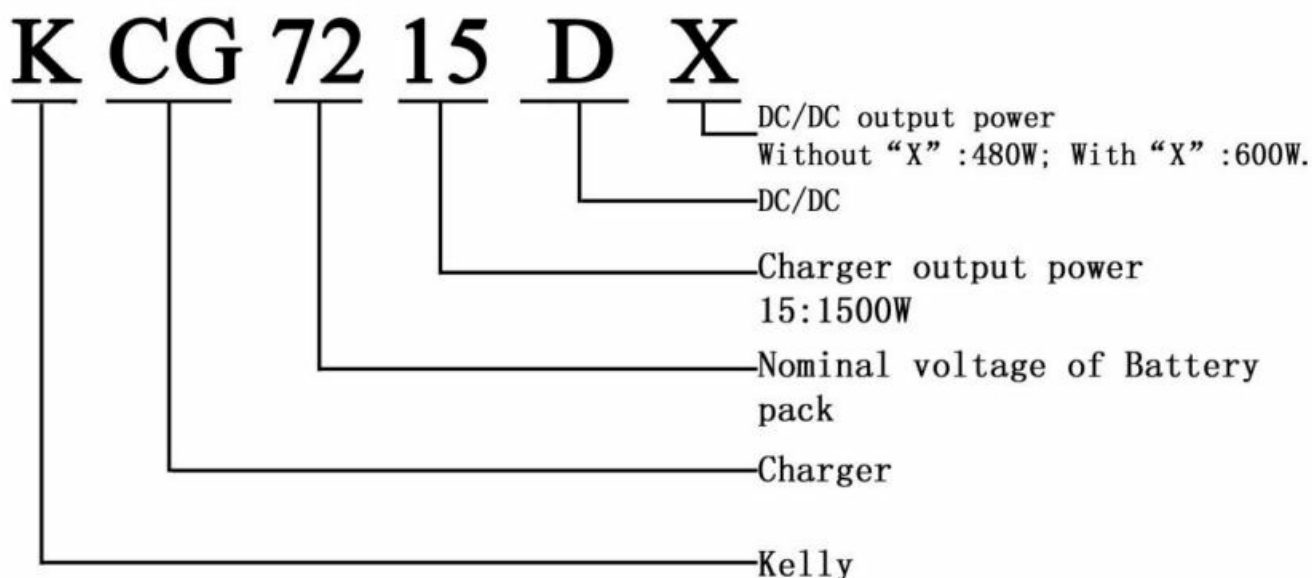 K CG 72 15 D X
DC/DC output power
Without “X” :480W; With “X” :600W.
DC/DC
Charger output power
15:1500W
Nominal voltage of Battery
pack
Charger
Kelly